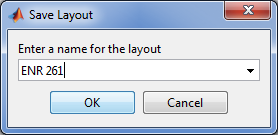 Save Layout
Enter a name for the layout
ENR 261
OK
Cancel